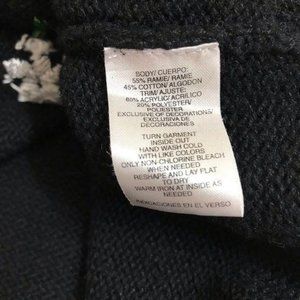 BODY/ CUERPO:
55% RAMIE/ RAMIE
45% COTTON/ ALGODON
TRIM/ AJUSTE:
80% ACRYLIC/ ACRILICO
20% POLYESTER/
POLIESTER
EXCLUSIVE OF DECORATIONS/
EXCLUSIVA DE
DECORACIONES
TURN GARMENT
INSIDE OUT
HAND WASH COLD
WITH LIKE COLORS
ONLY NON-CHLORINE BLEACH
WHEN NEEDED
RESHAPE AND LAY FLAT
TO DRY
WARM IRON AT INSIDE AS
NEEDED
INDICACIONES EN EL VERSO